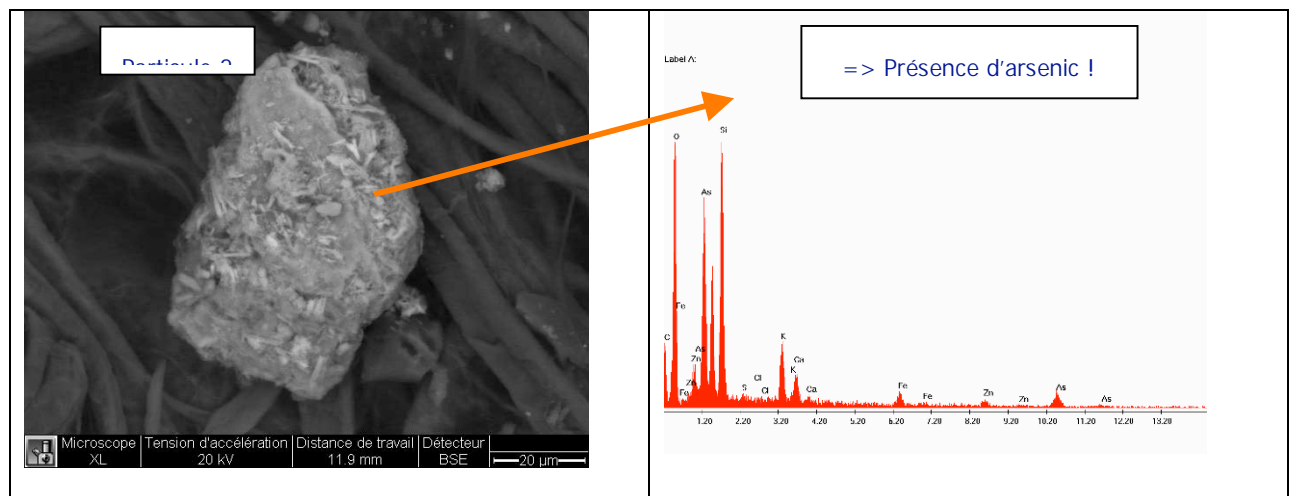 Particule
Microscope Tension d'accélération Distance de travail Détecteur
XL 20 kV 11.9 mm BSE 20 µm
=> Présence d'arsenic !
Label A:
O
Si
As
Fe
C
K
As
Zn
Ca
K
Cl
S
Zn
Fe
Cl
Ca
Fe
Fe
Zn
Zn
As
As
1.20 2.20 3.20 4.20 5.20 6.20 7.20 8.20 9.20 10.20 11.20 12.20 13.20